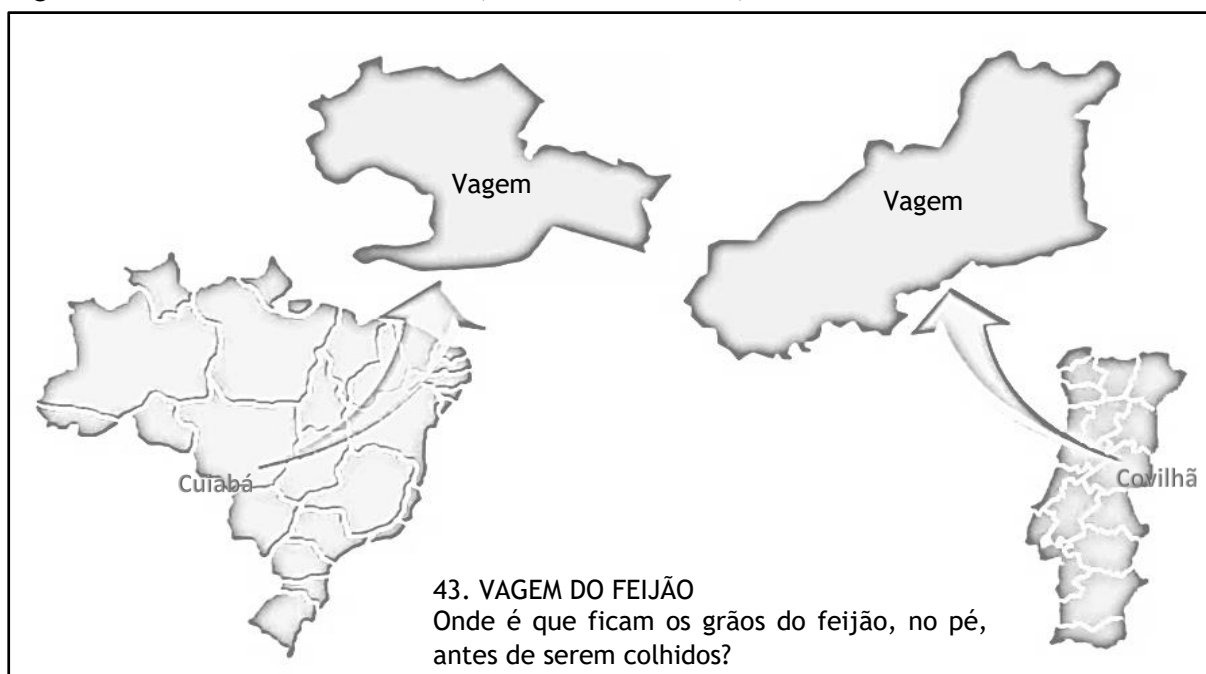 Vagem
Vagem
Cuiabá
Covilhã
43. VAGEM DO FEIJÃO
Onde é que ficam os grãos do feijão, no pé,
antes de serem colhidos?